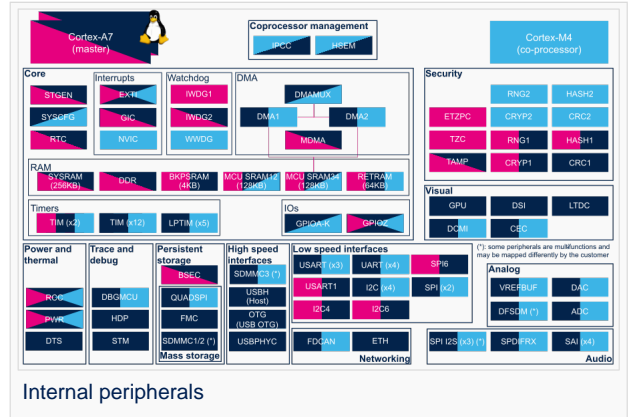 Cortex-A7
(master)
Coprocessor management
IPCC
HSEM
Cortex-M4
(co-processor)
Core
STGEN
SYSCFG
RTC
Interrupts
EXTI
GIC
NVIC
Watchdog
IWDG1
IWDG2
WWDG
DMA
DMAMUX
DMA1
DMA2
MDMA
RAM
SYSRAM
(256KB)
DDR
BKPSRAM
(4KB)
MCU SRAM12
(128KB)
MCU SRAM34
(128KB)
RETRAM
(64KB)
Timers
TIM (x2)
TIM (x12)
LPTIM (x5)
IOs
GPIOA-K
GPIOZ
Security
RNG2
HASH2
ETZPC
CRYP2
CRC2
TZC
RNG1
HASH1
TAMP
CRYP1
CRC1
Visual
GPU
DSI
LTDC
DCMI
CEC
(*): some peripherals are multifunctions and
may be mapped differently by the customer
Power and
thermal
RCC
PWR
DTS
Trace and
debug
DBGMCU
HDP
STM
Persistent
storage
BSEC
QUADSPI
FMC
SDMMC1/2 (*)
Mass storage
High speed
interfaces
SDMMC3 (*)
USBH
(Host)
OTG
(USB OTG)
USBPHYC
Low speed interfaces
USART (x3)
UART (x4)
SPI6
USART1
I2C (x4)
SPI (x2)
I2C4
I2C6
FDCAN
ETH
Networking
Analog
VREFBUF
DAC
DFSDM (*)
ADC
SPI I2S (x3) (*)
SPDIFRX
SAI (x4)
Audio
Internal peripherals